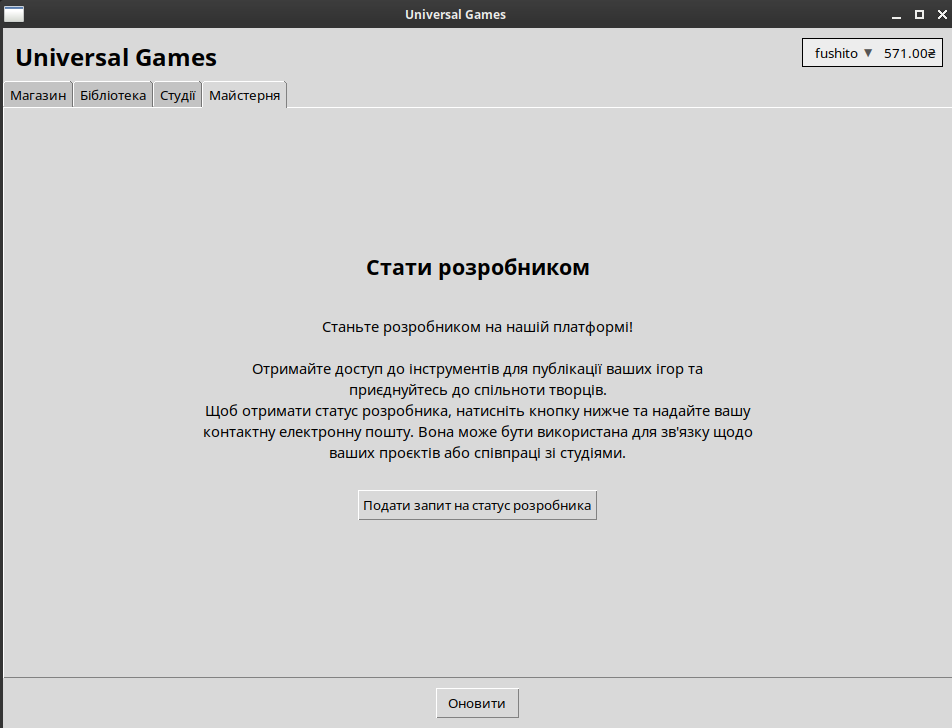 Universal Games
Universal Games
fushito ▼ 571.00₴
Магазин Бібліотека Студії Майстерня
Стати розробником
Станьте розробником на нашій платформі!
Отримайте доступ до інструментів для публікації ваших ігор та
приєднуйтесь до спільноти творців.
Щоб отримати статус розробника, натисніть кнопку нижче та надайте вашу
контактну електронну пошту. Вона може бути використана для зв'язку щодо
ваших проєктів або співпраці зі студіями.
Подати запит на статус розробника
Оновити